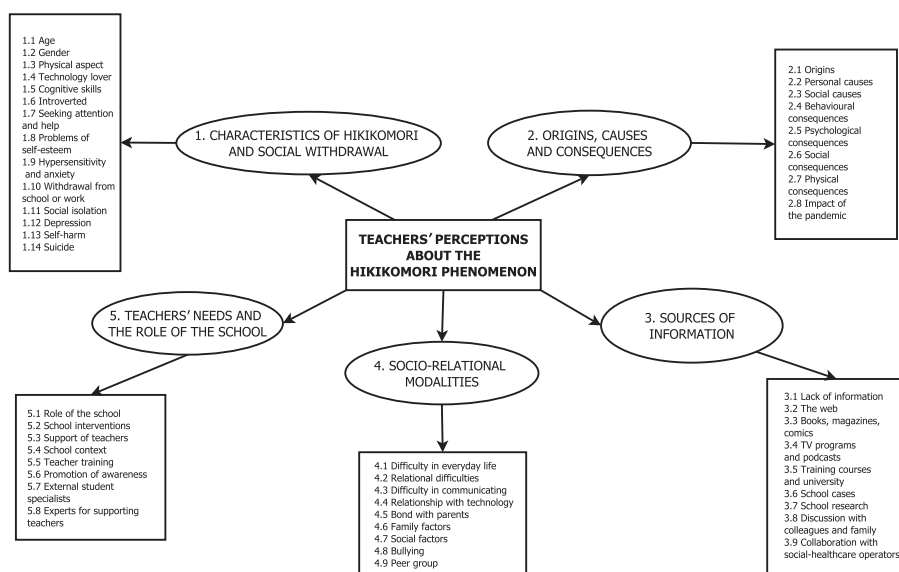 1.1 Age
1.2 Gender
1.3 Physical aspect
1.4 Technology lover
1.5 Cognitive skills
1.6 Introverted
1.7 Seeking attention
and help
1.8 Problems of
self-esteem
1.9 Hypersensitivity
and anxiety
1.10 Withdrawal from
school or work
1.11 Social isolation
1.12 Depression
1.13 Self-harm
1.14 Suicide
1. CHARACTERISTICS OF HIKIKOMORI
AND SOCIAL WITHDRAWAL
2. ORIGINS, CAUSES
AND CONSEQUENCES
2.1 Origins
2.2 Personal causes
2.3 Social causes
2.4 Behavioural
consequences
2.5 Psychological
consequences
2.6 Social
consequences
2.7 Physical
consequences
2.8 Impact of
the pandemic
TEACHERS' PERCEPTIONS
ABOUT THE
HIKIKOMORI PHENOMENON
5. TEACHERS' NEEDS AND
THE ROLE OF THE SCHOOL
4. SOCIO-RELATIONAL
MODALITIES
3. SOURCES OF
INFORMATION
5.1 Role of the school
5.2 School interventions
5.3 Support of teachers
5.4 School context
5.5 Teacher training
5.6 Promotion of awareness
5.7 External student
specialists
5.8 Experts for supporting
teachers
4.1 Difficulty in everyday life
4.2 Relational difficulties
4.3 Difficulty in communicating
4.4 Relationship with technology
4.5 Bond with parents
4.6 Family factors
4.7 Social factors
4.8 Bullying
4.9 Peer group
3.1 Lack of information
3.2 The web
3.3 Books, magazines,
comics
3.4 TV programs
and podcasts
3.5 Training courses
and university
3.6 School cases
3.7 School research
3.8 Discussion with
colleagues and family
3.9 Collaboration with
social-healthcare operators